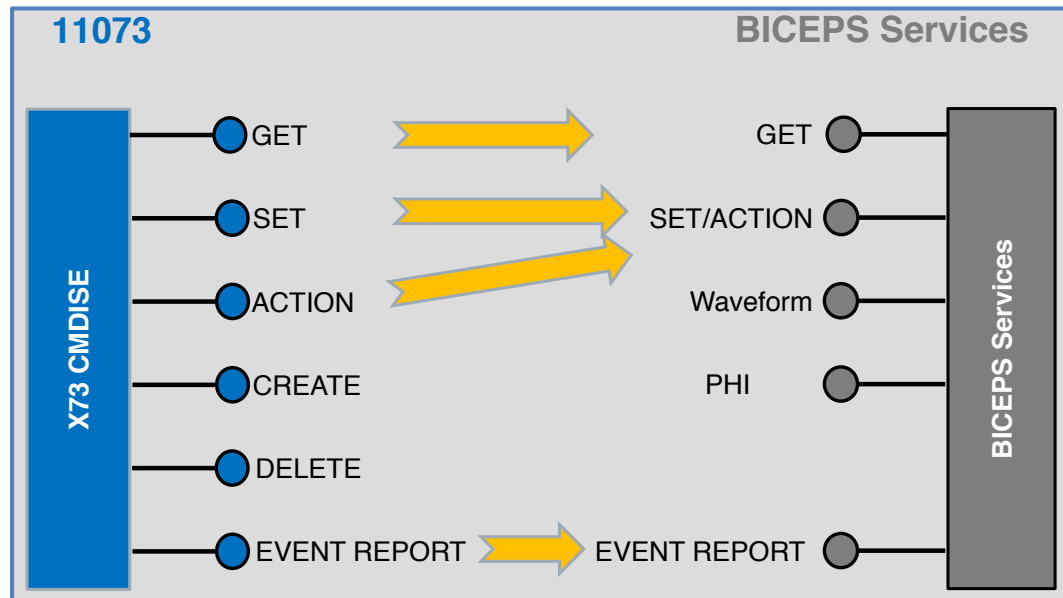 11073
BICEPS Services
X73 CMDISE
GET
SET
ACTION
CREATE
DELETE
EVENT REPORT
GET
SET/ACTION
Waveform
PHI
EVENT REPORT
BICEPS Services